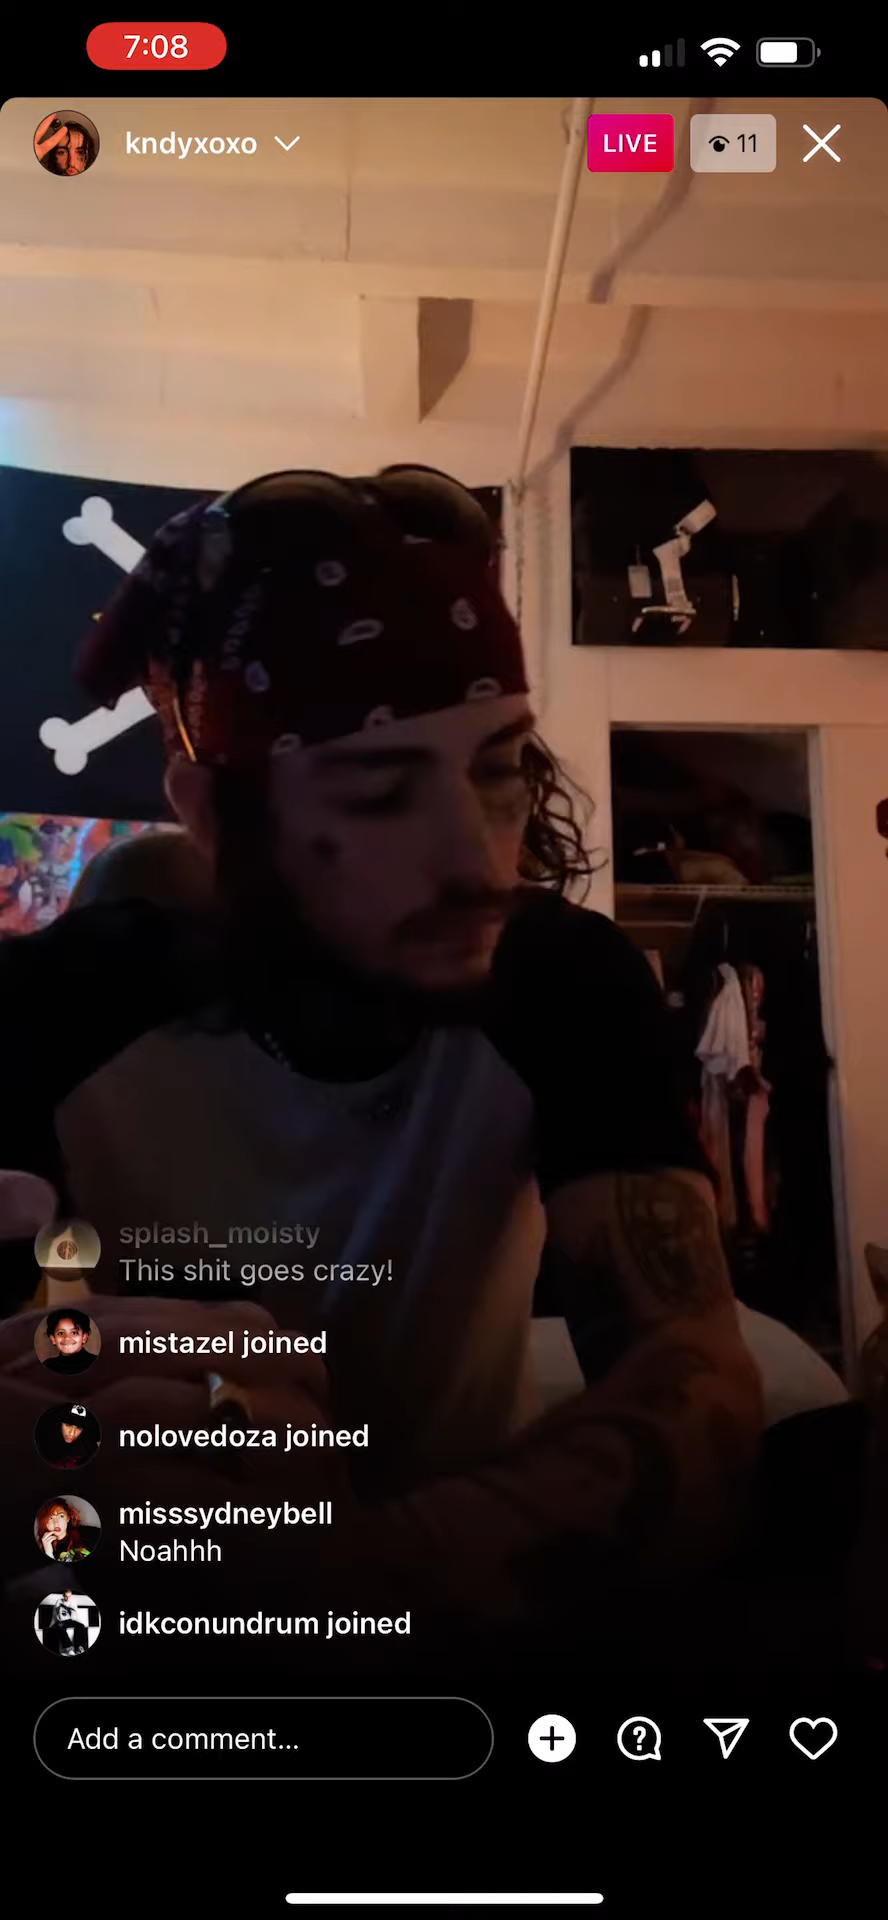 7:08
kndyxoxo
LIVE
11
splash_moisty
This shit goes crazy!
mistazel joined
nolovedoza joined
misssydneybell
Noahhh
idkconundrum joined
Add a comment...